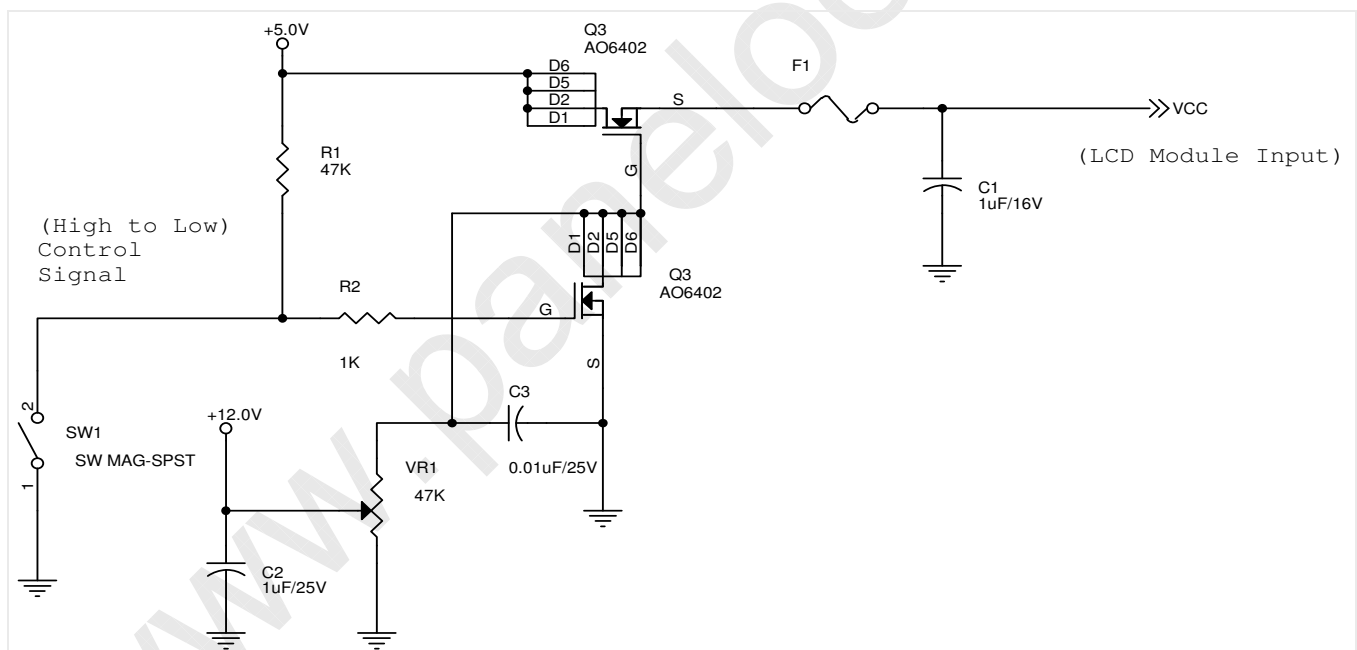 +5.0V
Q3
AO6402
D6
D5
D2
D1
S
G
F1
VCC
(LCD Module Input)
R1
47K
C1
1uF/16V
(High to Low)
Control
Signal
D1
D2
D5
D6
Q3
AO6402
R2
1K
G
S
2
SW1
SW MAG-SPST
1
+12.0V
C3
0.01uF/25V
VR1
47K
C2
1uF/25V
www.paneloo